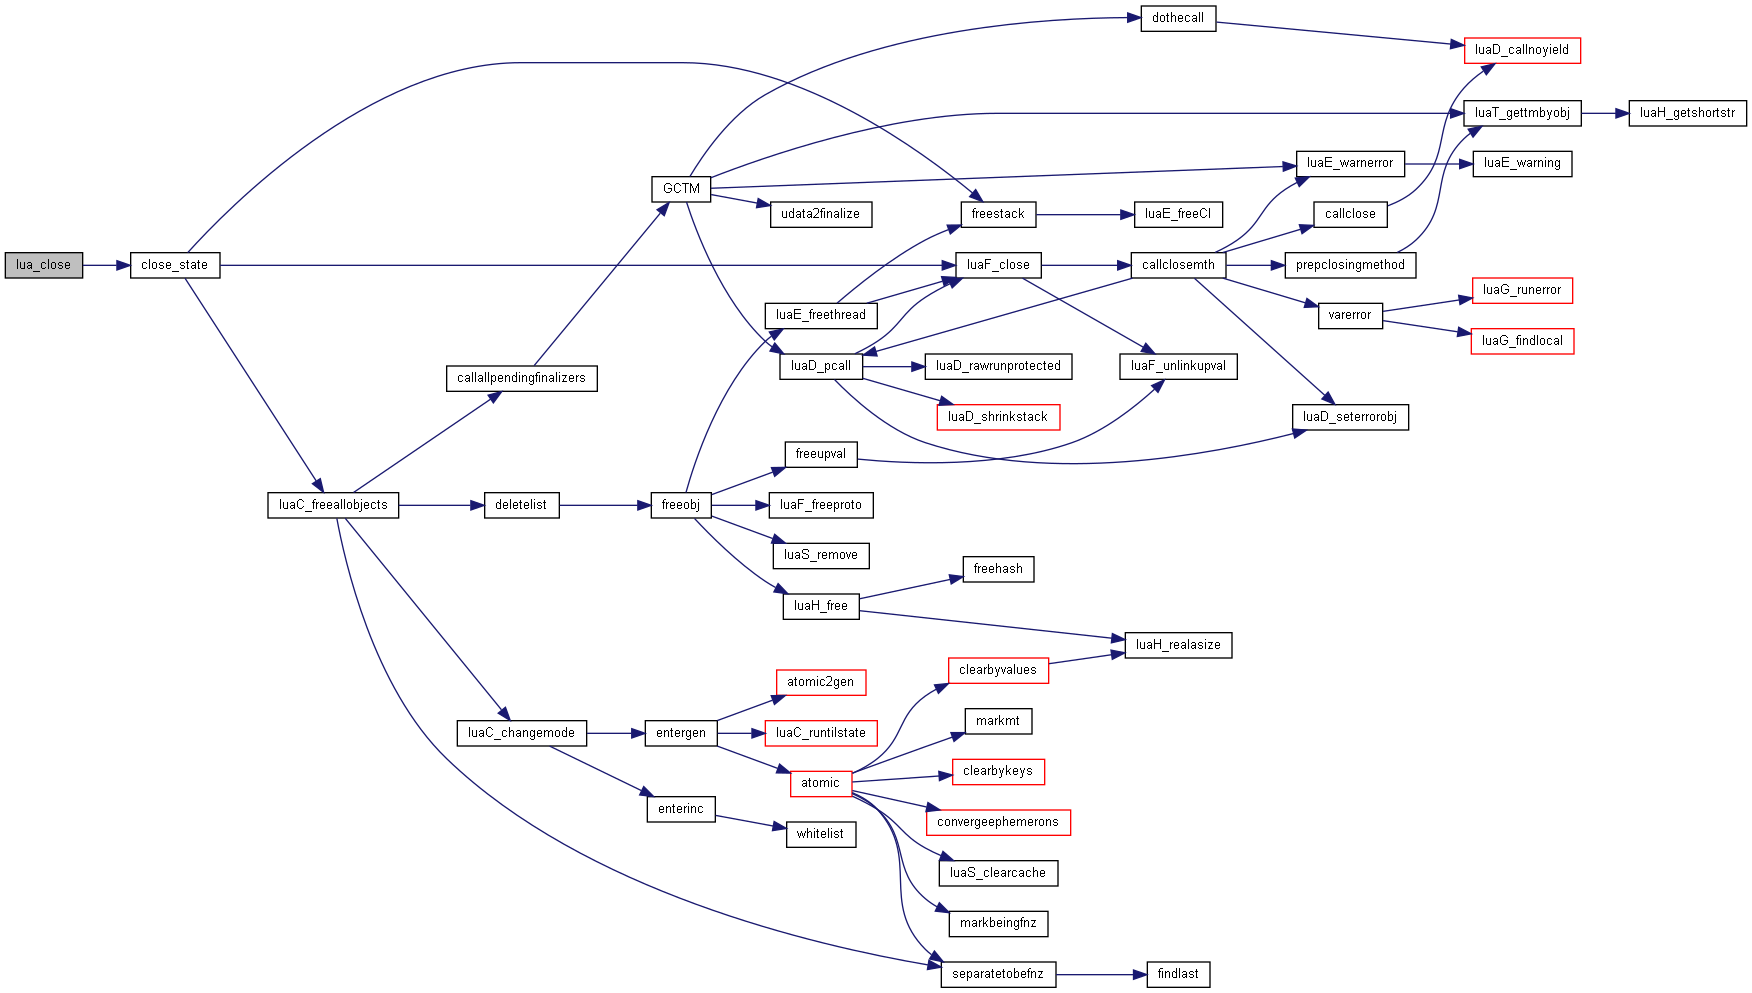 dothecall
luaD_callnoyield
luaT_gettmbyobj
luaH_getshortstr
luaE_warnerror
luaE_warning
GCTM
udata2finalize
freestack
luaE_freeCI
callclose
lua_close
close_state
luaF_close
callclosemth
prepclosingmethod
luaG_runerror
luaE_freethread
varerror
luaG_findlocal
callallpendingfinalizers
luaD_pcall
luaD_rawrunprotected
luaF_unlinkupval
luaD_shrinkstack
luaD_seterrorobj
freeupval
luaC_freeallobjects
deletelist
freeobj
luaF_freeproto
luaS_remove
freehash
luaH_free
luaH_realasize
clearbyvalues
atomic2gen
markmt
luaC_changemode
entergen
luaC_runtilstate
clearbykeys
atomic
enterinc
convergeephemerons
whitelist
luaS_clearcache
markbeingfnz
separatetobefnz
findlast